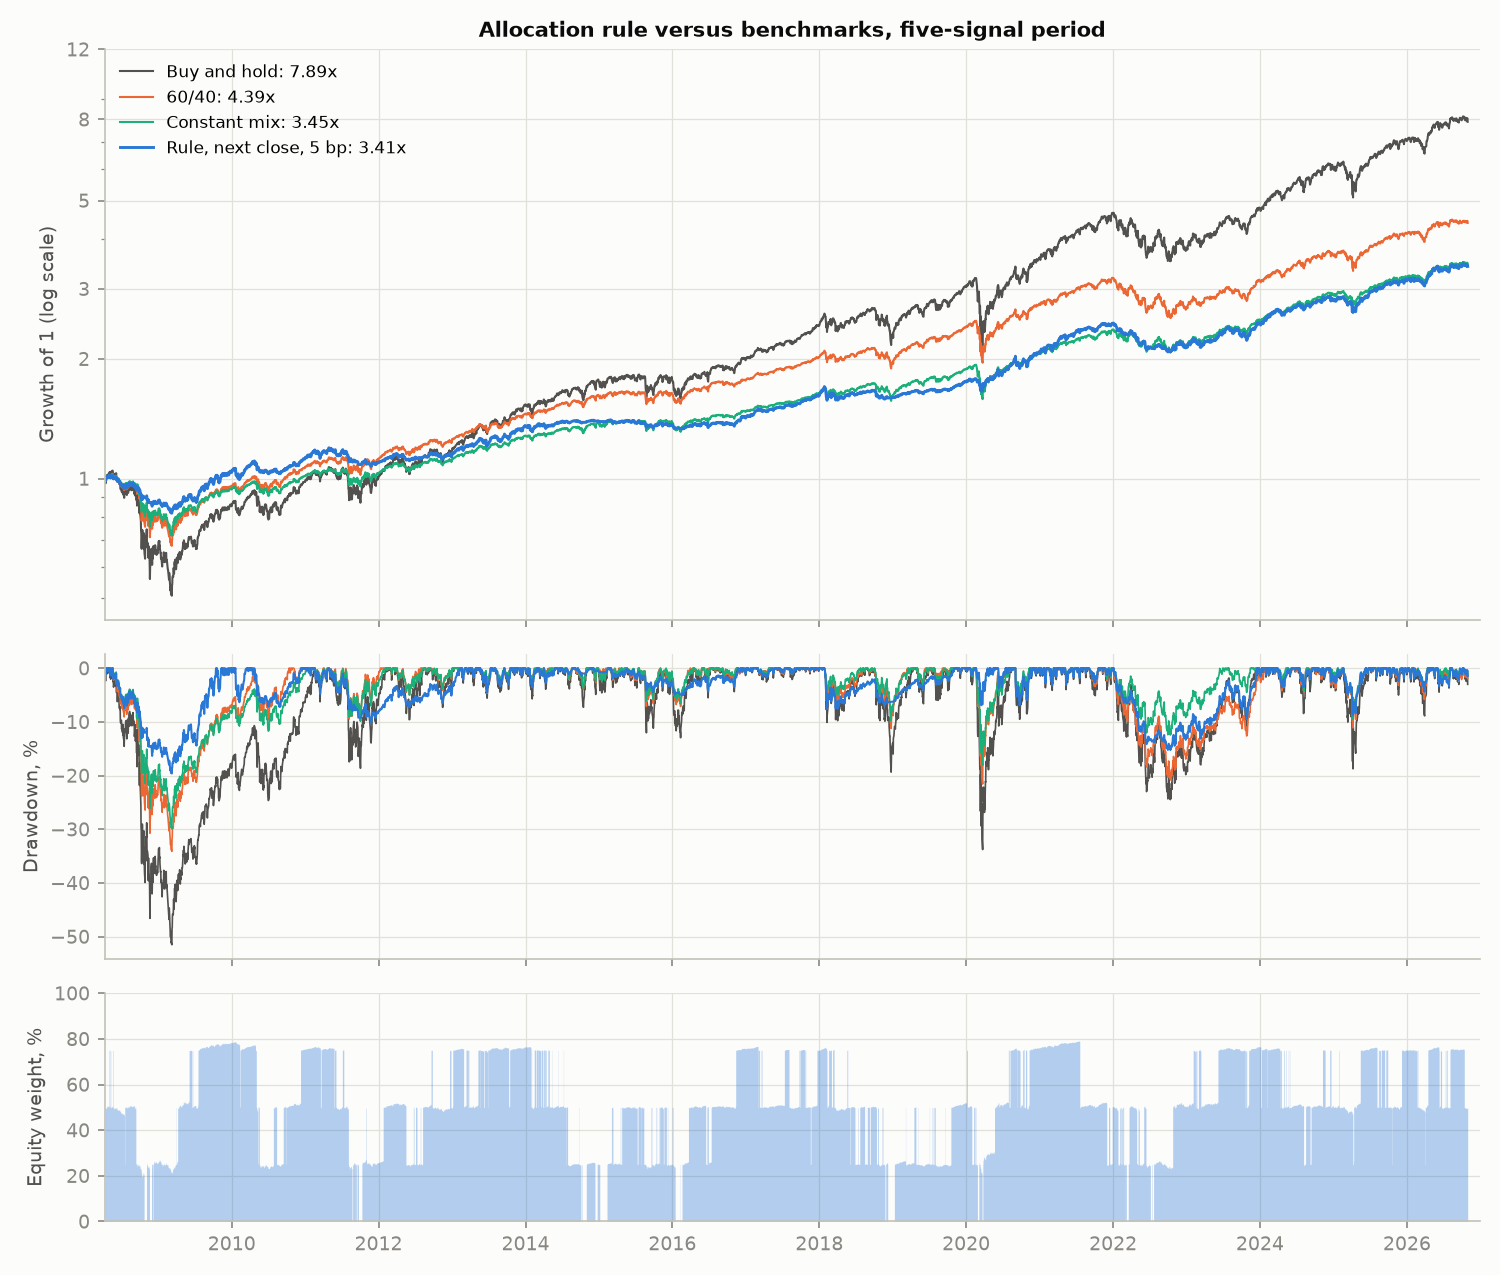 Allocation rule versus benchmarks, five-signal period
Growth of 1 (log scale)
12
8
5
3
2
1
Buy and hold: 7.89x
60/40: 4.39x
Constant mix: 3.45x
Rule, next close, 5 bp: 3.41x
Drawdown, %
0
−10
−20
−30
−40
−50
Equity weight, %
100
80
60
40
20
0
2010 2012 2014 2016 2018 2020 2022 2024 2026